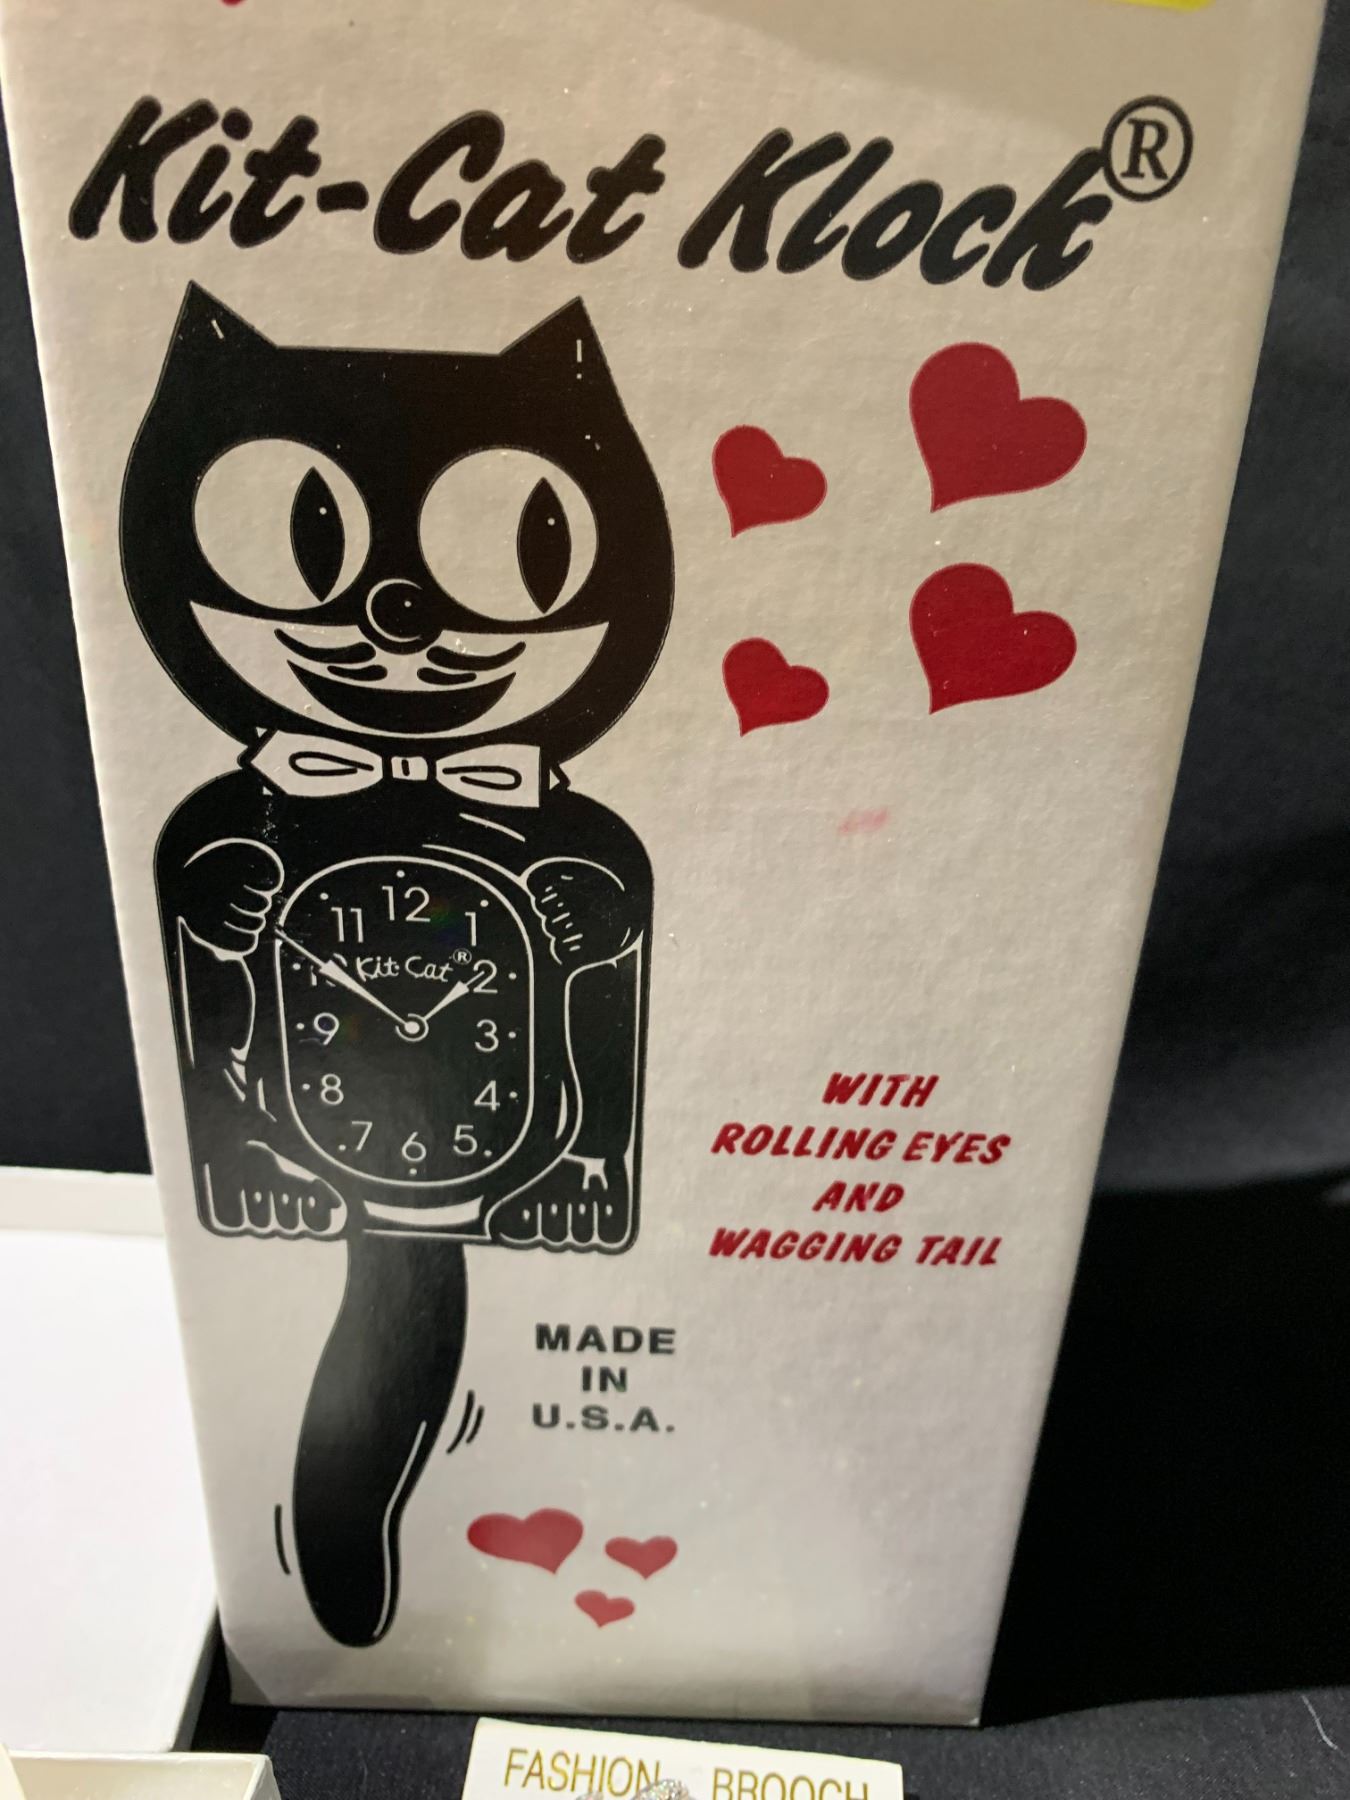 Kit-Cat Klock®
11 12 1
Kit-Cat® 2
9 3
8 4
7 6 5
WITH
ROLLING EYES
AND
WAGGING TAIL
MADE
IN
U.S.A.
FASHION BROOCH